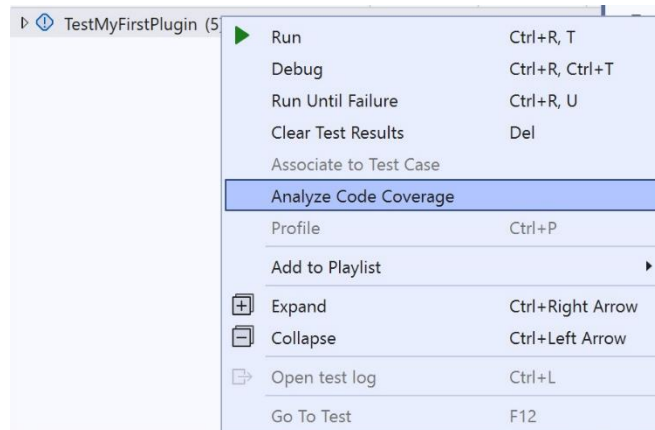 TestMyFirstPlugin (5
Run Ctrl+R, T
Debug Ctrl+R, Ctrl+T
Run Until Failure Ctrl+R, U
Clear Test Results Del
Associate to Test Case
Analyze Code Coverage
Profile Ctrl+P
Add to Playlist
Expand Ctrl+Right Arrow
Collapse Ctrl+Left Arrow
Open test log Ctrl+L
Go To Test F12